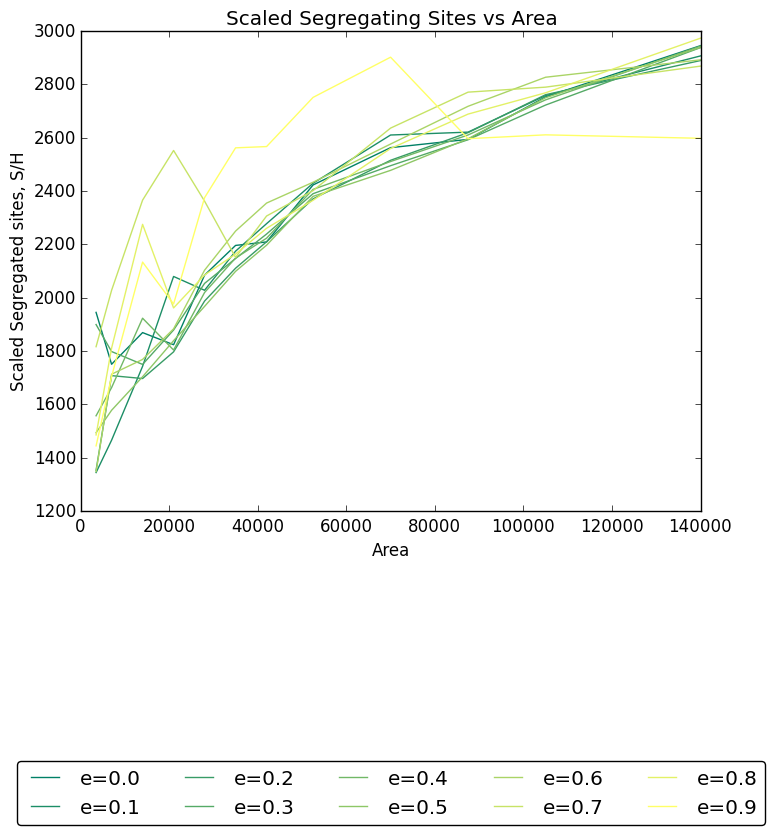 Scaled Segregating Sites vs Area
3000
2800
2600
2400
2200
2000
1800
1600
1400
1200
Scaled Segregated sites, S/H
0 20000 40000 60000 80000 100000 120000 140000
Area
e=0.0 e=0.2 e=0.4 e=0.6 e=0.8
e=0.1 e=0.3 e=0.5 e=0.7 e=0.9